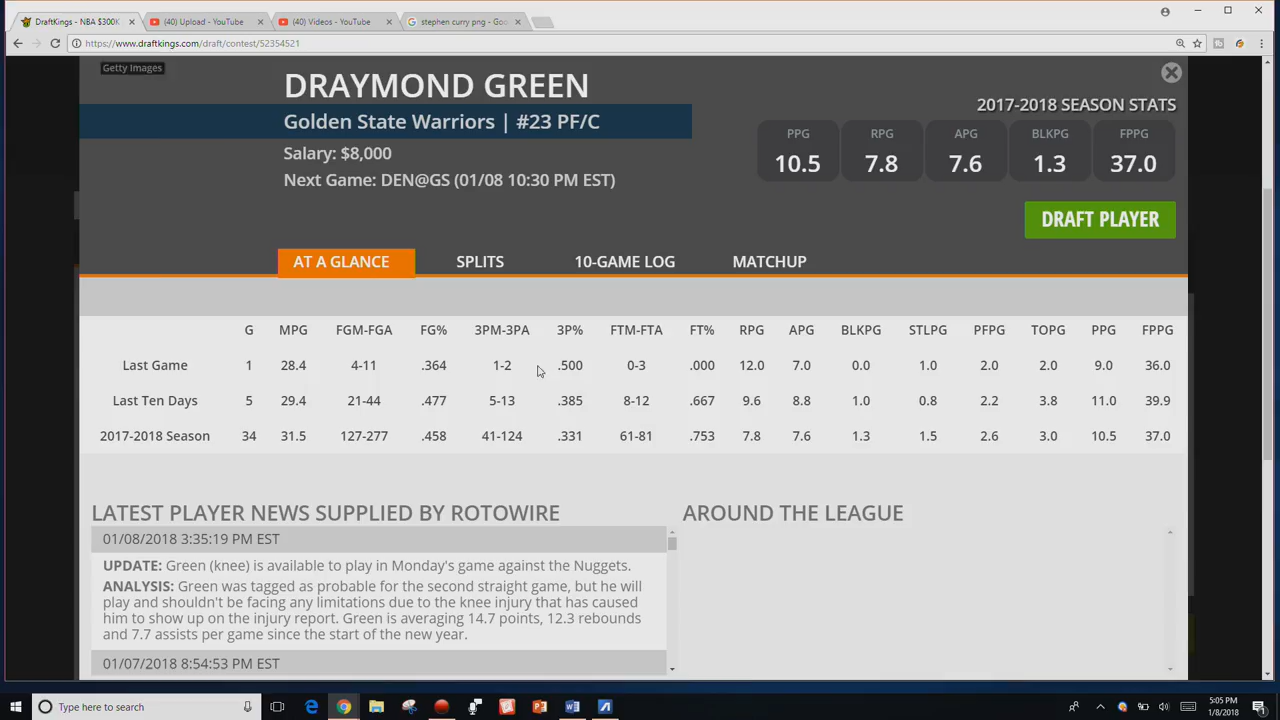 DraftKings - NBA $300K
(40) Upload - YouTube
(40) Videos - YouTube
stephen curry png - Goo
https://www.draftkings.com/draft/contest/52354521
Getty Images
DRAYMOND GREEN
Golden State Warriors | #23 PF/C
Salary: $8,000
Next Game: DEN@GS (01/08 10:30 PM EST)
2017-2018 SEASON STATS
PPG RPG APG BLKPG FPPG
10.5 7.8 7.6 1.3 37.0
DRAFT PLAYER
AT A GLANCE SPLITS 10-GAME LOG MATCHUP
G MPG FGM-FGA FG% 3PM-3PA 3P% FTM-FTA FT% RPG APG BLKPG STLPG PFPG TOPG PPG FPPG
Last Game 1 28.4 4-11 .364 1-2 .500 0-3 .000 12.0 7.0 0.0 1.0 2.0 2.0 9.0 36.0
Last Ten Days 5 29.4 21-44 .477 5-13 .385 8-12 .667 9.6 8.8 1.0 0.8 2.2 3.8 11.0 39.9
2017-2018 Season 34 31.5 127-277 .458 41-124 .331 61-81 .753 7.8 7.6 1.3 1.5 2.6 3.0 10.5 37.0
LATEST PLAYER NEWS SUPPLIED BY ROTOWIRE
01/08/2018 3:35:19 PM EST
UPDATE: Green (knee) is available to play in Monday's game against the Nuggets.
ANALYSIS: Green was tagged as probable for the second straight game, but he will
play and shouldn't be facing any limitations due to the knee injury that has caused
him to show up on the injury report. Green is averaging 14.7 points, 12.3 rebounds
and 7.7 assists per game since the start of the new year.
01/07/2018 8:54:53 PM EST
AROUND THE LEAGUE
Type here to search
5:05 PM
1/8/2018